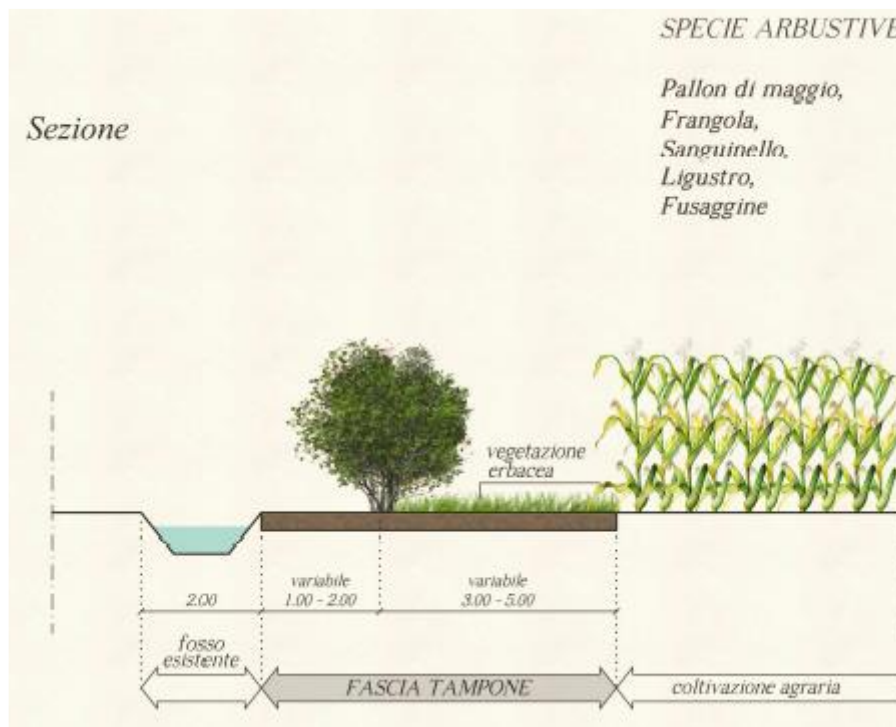 SPECIE ARBUSTIVE
Pallon di maggio,
Frangola,
Sanguinello,
Ligustro,
Fusaggine
Sezione
vegetazione
erbacea
2.00
variabile
1.00 - 2.00
variabile
3.00 - 5.00
fosso
esistente
FASCIA TAMPONE
coltivazione agraria